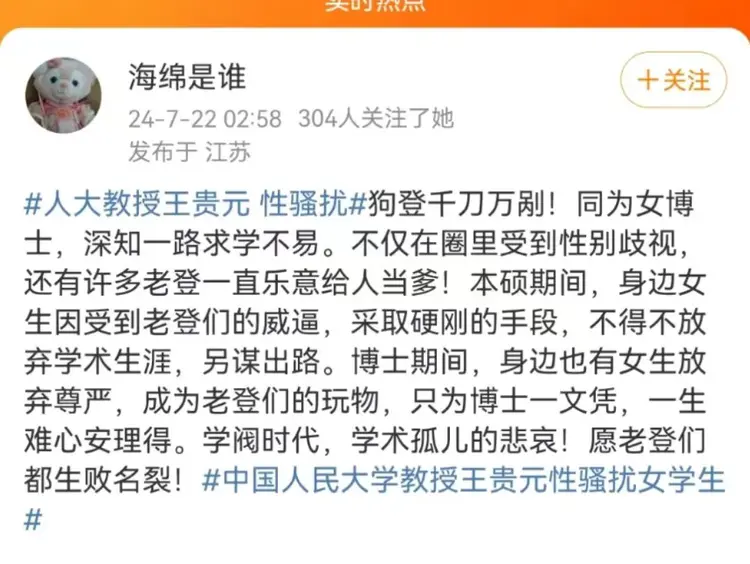 实时热点
海绵是谁
+关注
24-7-22 02:58 304人关注了她
发布于 江苏
#人大教授王贵元 性骚扰#狗登千刀万剐！同为女博
士，深知一路求学不易。不仅在圈里受到性别歧视，
还有许多老登一直乐意给人当爹！本硕期间，身边女
生因受到老登们的威逼，采取硬刚的手段，不得不放
弃学术生涯，另谋出路。博士期间，身边也有女生放
弃尊严，成为老登们的玩物，只为博士一文凭，一生
难心安理得。学阀时代，学术孤儿的悲哀！愿老登们
都生败名裂！#中国人民大学教授王贵元性骚扰女学生
#